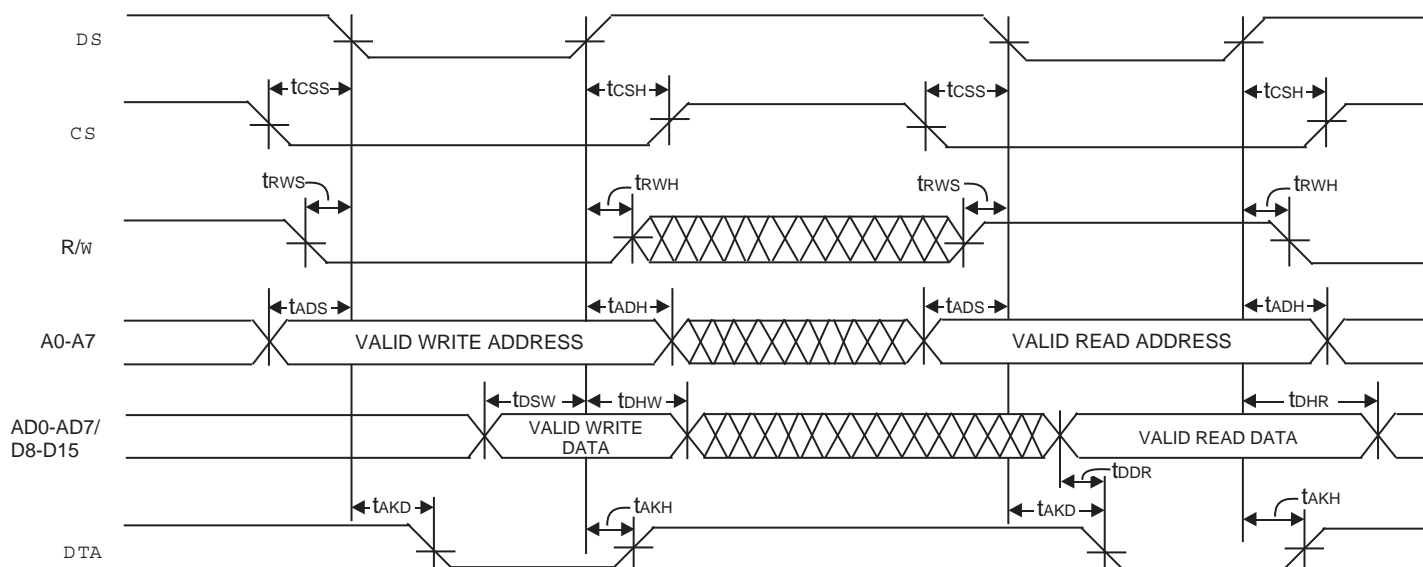 DS
tCSS tCSH tCSS tCSH
CS
tRWS tRWH tRWS tRWH
R/W
tADS tADH tADS tADH
A0-A7 VALID WRITE ADDRESS VALID READ ADDRESS
tDSW tDHW tDHR
AD0-AD7/
D8-D15
VALID WRITE
DATA
VALID READ DATA
tDDR
tAKD tAKH tAKD tAKH
DTA